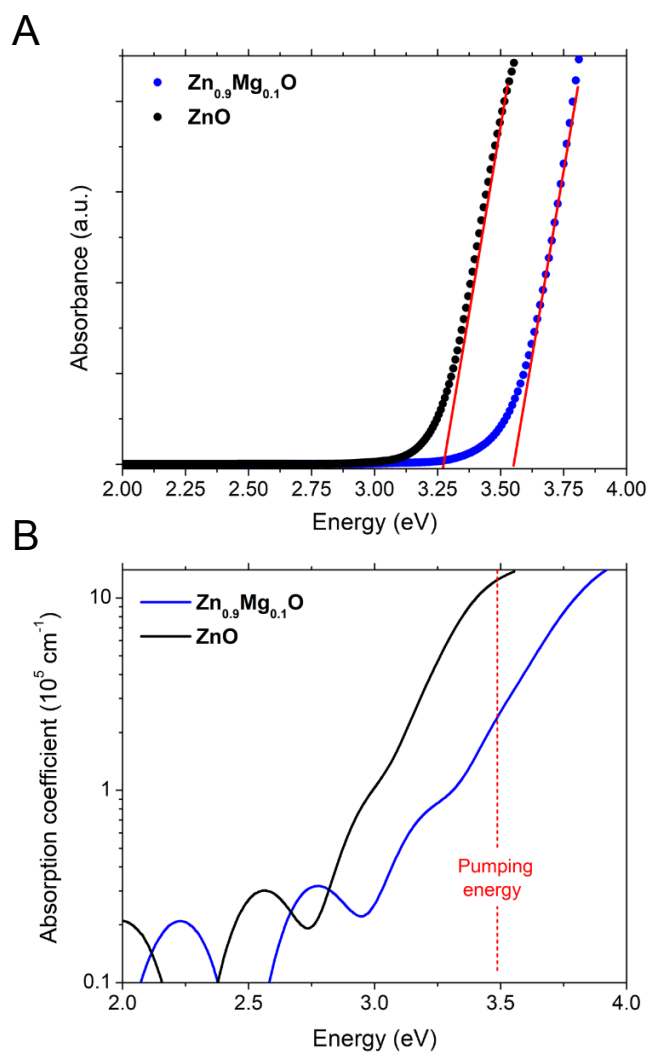 A
Zn0.9Mg0.1O
ZnO
Absorbance (a.u.)
2.00 2.25 2.50 2.75 3.00 3.25 3.50 3.75 4.00
Energy (eV)
B
Zn0.9Mg0.1O
ZnO
10
1
0.1
Absorption coefficient (10^5 cm^-1)
Pumping
energy
2.0 2.5 3.0 3.5 4.0
Energy (eV)